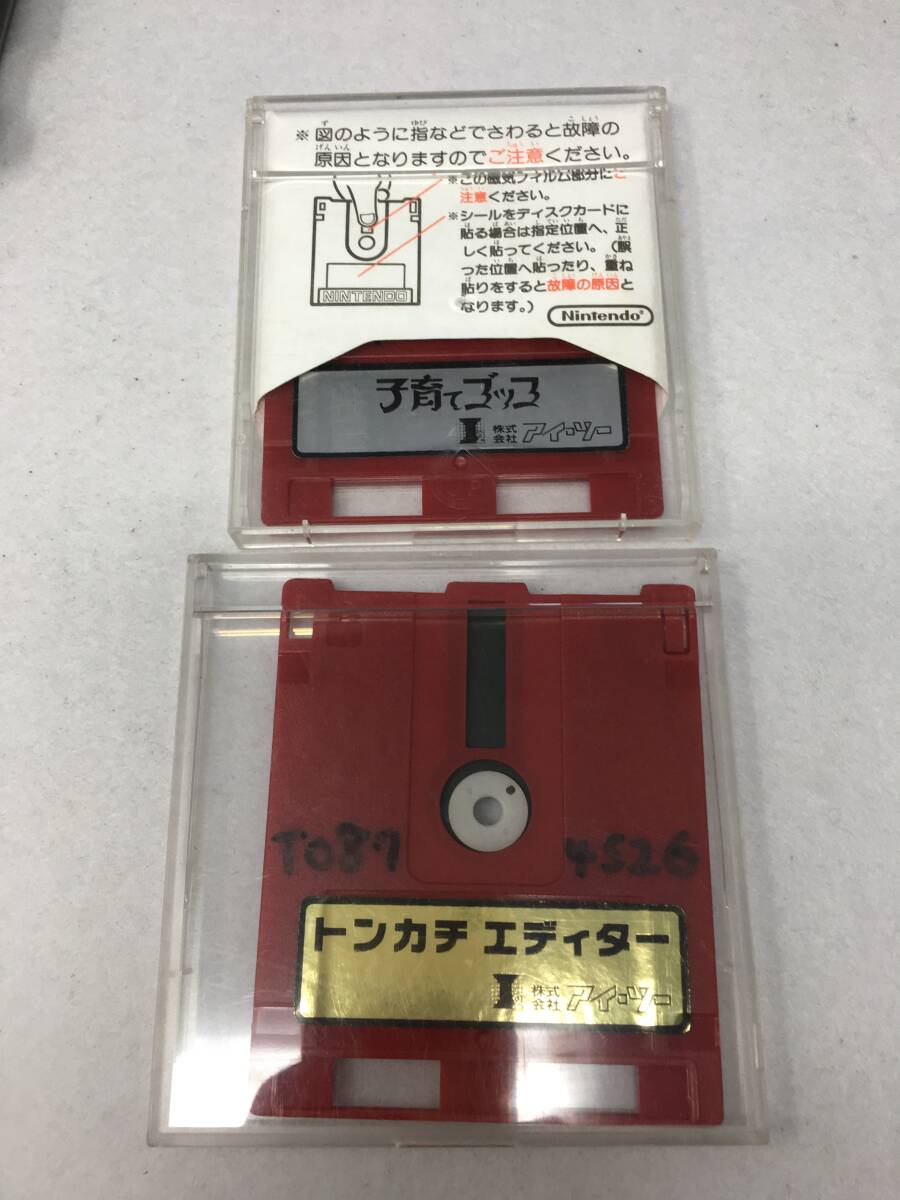 ※図のように指などでさわると故障の
原因となりますのでご注意ください。
※この磁気フィルム部分にご
注意ください。
※シールをディスクカードに
貼る場合は指定位置へ、正
しく貼ってください。(誤
った位置へ貼ったり、重ね
貼りをすると故障の原因と
なります。)
NINTENDO
Nintendo®
子育てゴッコ
株式会社 アイ・ツー
TO87 4526
トンカチ エディター
株式会社 アイ・ツー